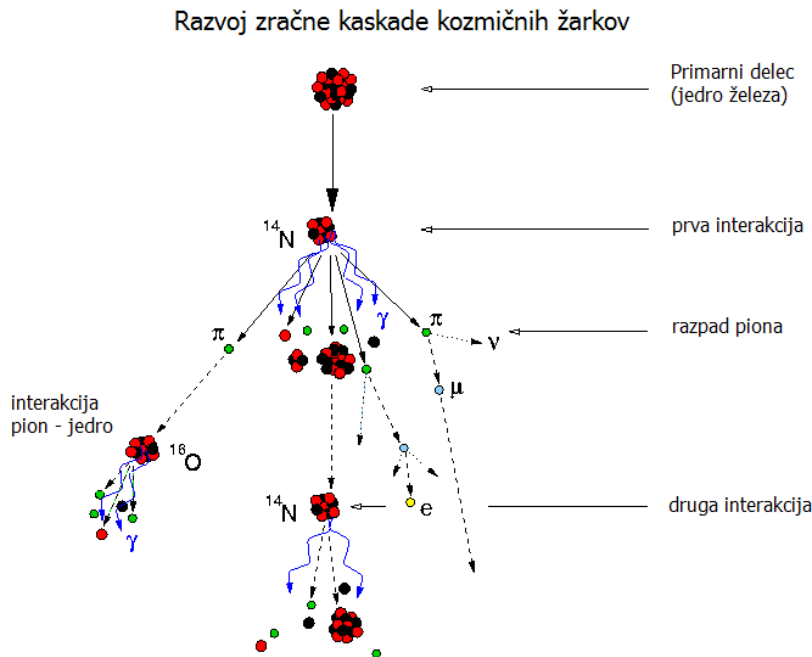 Razvoj zračne kaskade kozmičnih žarkov
Primarni delec
(jedro železa)
¹⁴N
prva interakcija
π
γ
π
ν
razpad piona
μ
interakcija
pion - jedro
¹⁶O
γ
¹⁴N
e
druga interakcija